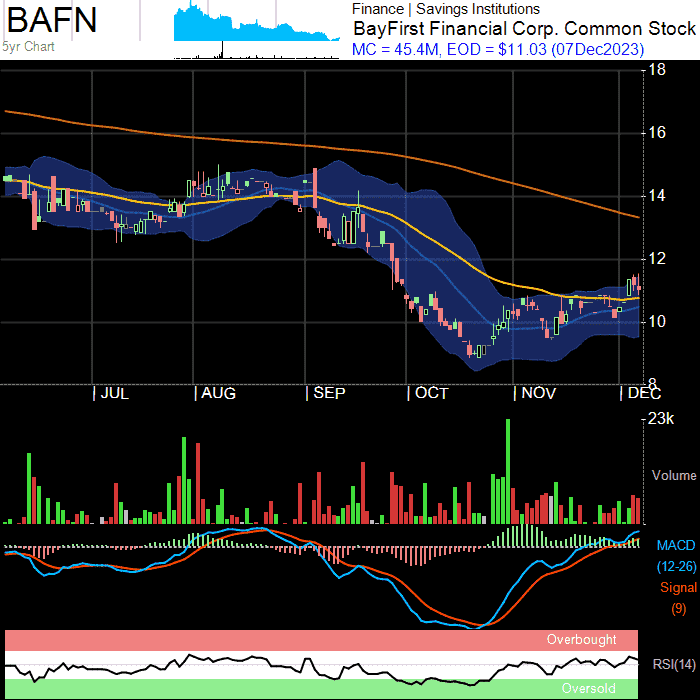 BAFN
5yr Chart
Finance | Savings Institutions
BayFirst Financial Corp. Common Stock
MC = 45.4M, EOD = $11.03 (07Dec2023)
18
16
14
12
10
8
JUL
AUG
SEP
OCT
NOV
DEC
23k
Volume
MACD
(12-26)
Signal
(9)
Overbought
RSI(14)
Oversold